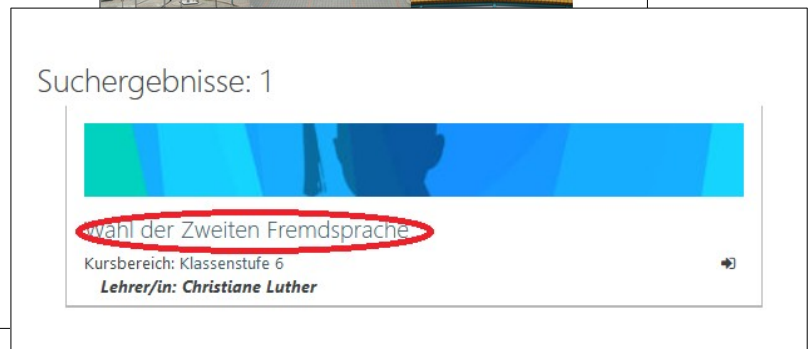 Suchergebnisse: 1
Wahl der Zweiten Fremdsprache
Kursbereich: Klassenstufe 6
Lehrer/in: Christiane Luther